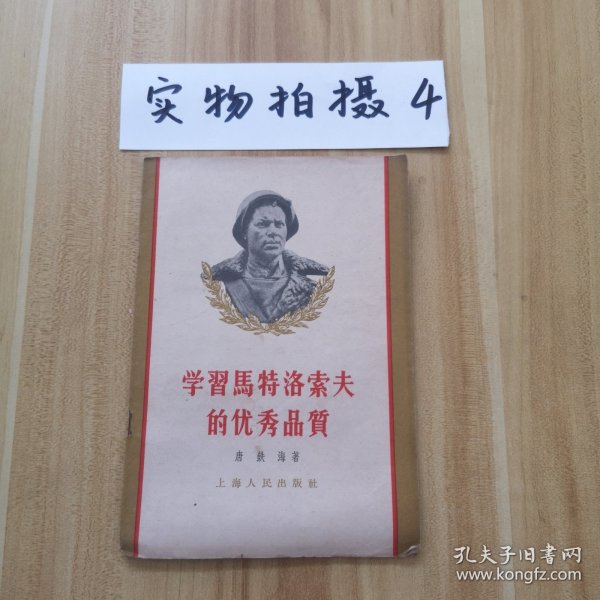 实物拍摄4
学習馬特洛索夫
的优秀品質
唐鉄海著
上海人民出版社
孔夫子旧书网
www.kongfz.com